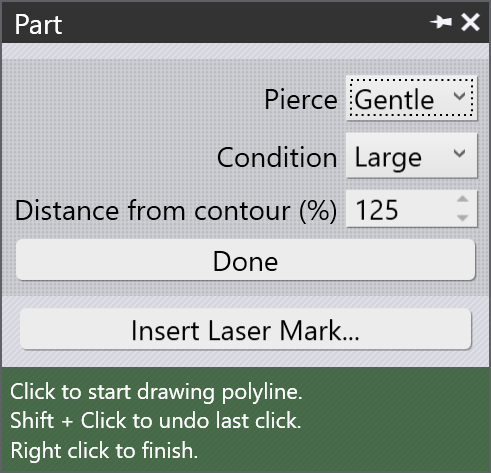 Part
Pierce Gentle
Condition Large
Distance from contour (%) 125
Done
Insert Laser Mark...
Click to start drawing polyline.
Shift + Click to undo last click.
Right click to finish.